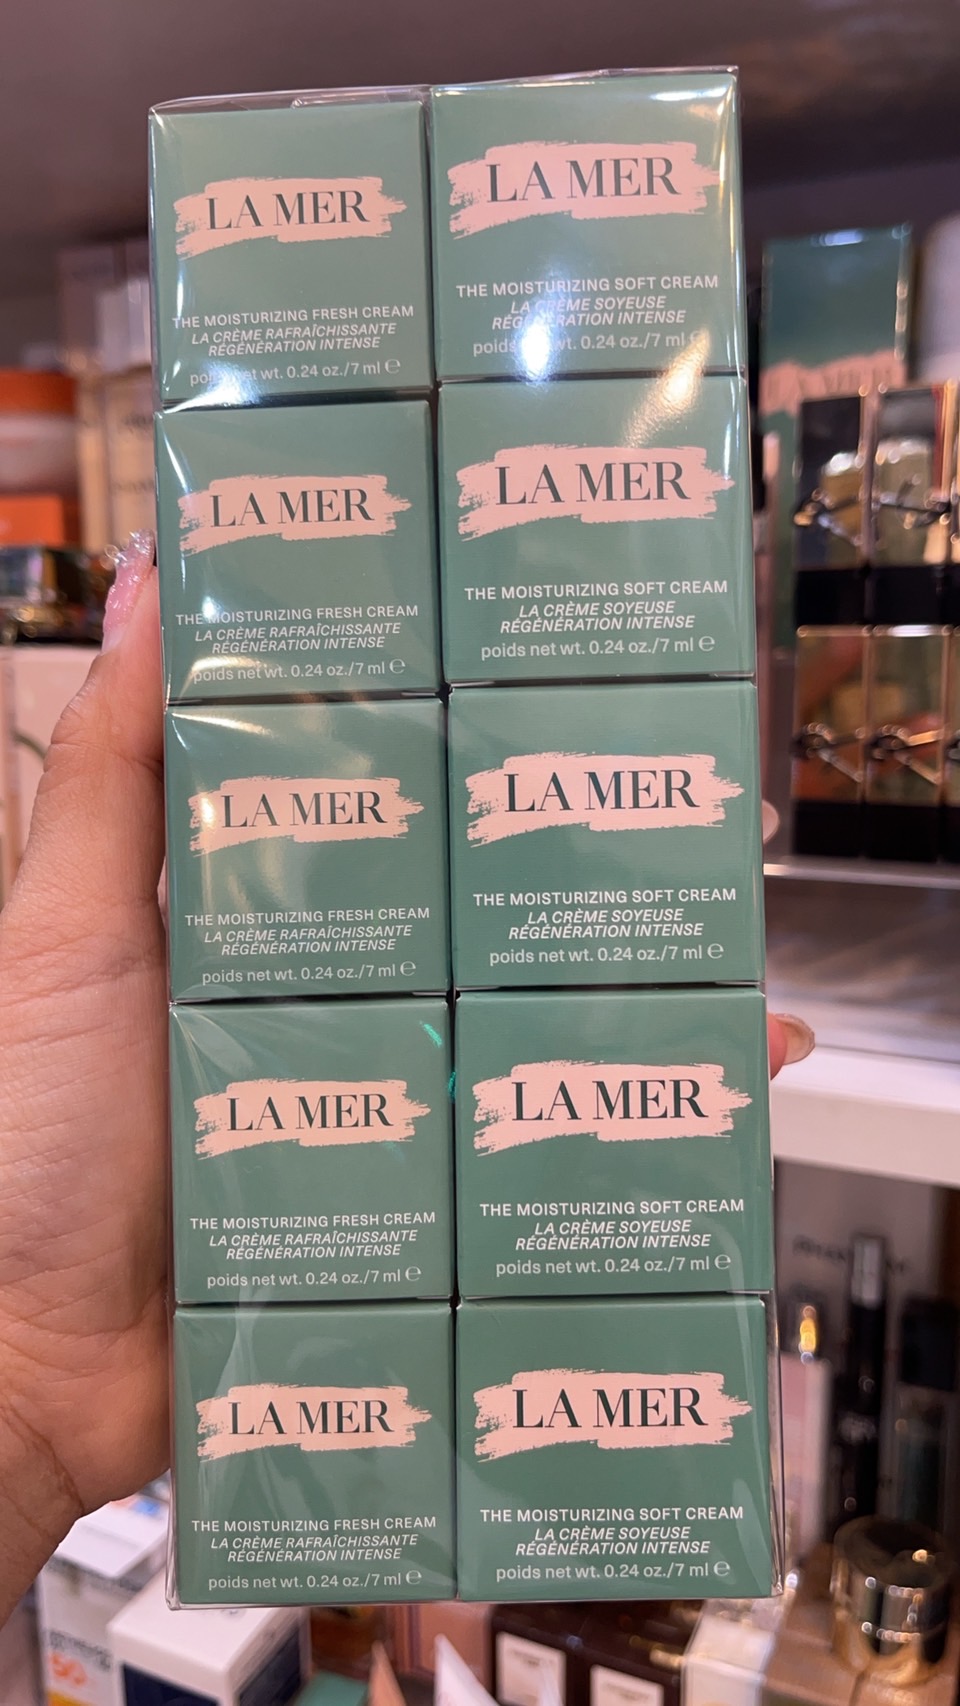 LA MER
THE MOISTURIZING FRESH CREAM
LA CRÈME RAFRAÎCHISSANTE
RÉGÉNÉRATION INTENSE
wt. 0.24 oz./7 ml ℮
LA MER
THE MOISTURIZING SOFT CREAM
LA CRÈME SOYEUSE
RÉGÉNÉRATION INTENSE
poids wt. 0.24 oz./7 ml ℮
LA MER
THE MOISTURIZING FRESH CREAM
LA CRÈME RAFRAÎCHISSANTE
RÉGÉNÉRATION INTENSE
poids net wt. 0.24 oz./7 ml ℮
LA MER
THE MOISTURIZING SOFT CREAM
LA CRÈME SOYEUSE
RÉGÉNÉRATION INTENSE
poids net wt. 0.24 oz./7 ml ℮
LA MER
THE MOISTURIZING FRESH CREAM
LA CRÈME RAFRAÎCHISSANTE
RÉGÉNÉRATION INTENSE
poids net wt. 0.24 oz./7 ml ℮
LA MER
THE MOISTURIZING SOFT CREAM
LA CRÈME SOYEUSE
RÉGÉNÉRATION INTENSE
poids net wt. 0.24 oz./7 ml ℮
LA MER
THE MOISTURIZING FRESH CREAM
LA CRÈME RAFRAÎCHISSANTE
RÉGÉNÉRATION INTENSE
poids net wt. 0.24 oz./7 ml ℮
LA MER
THE MOISTURIZING SOFT CREAM
LA CRÈME SOYEUSE
RÉGÉNÉRATION INTENSE
poids net wt. 0.24 oz./7 ml ℮
LA MER
THE MOISTURIZING FRESH CREAM
LA CRÈME RAFRAÎCHISSANTE
RÉGÉNÉRATION INTENSE
poids net wt. 0.24 oz./7 ml ℮
LA MER
THE MOISTURIZING SOFT CREAM
LA CRÈME SOYEUSE
RÉGÉNÉRATION INTENSE
poids net wt. 0.24 oz./7 ml ℮